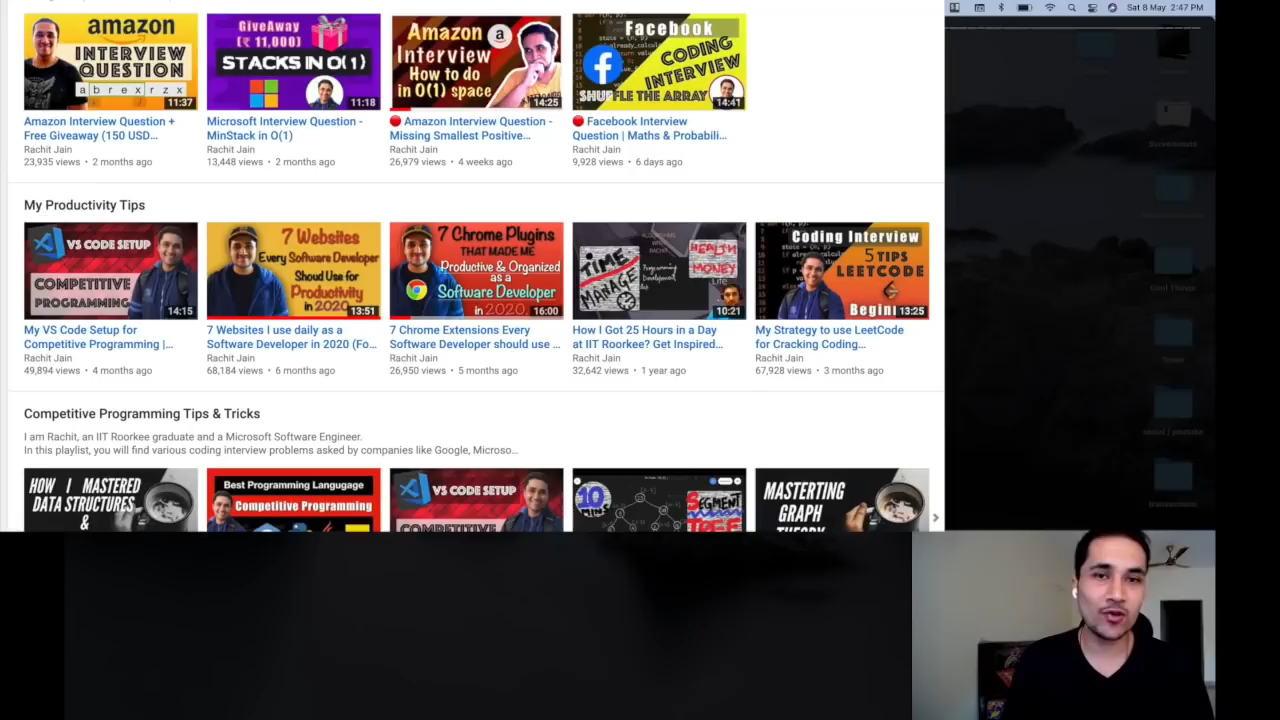 Sat 8 May 2:47 PM
amazon
INTERVIEW
QUESTION
a b r e x r z x
11:37
GiveAway
(₹ 11,000)
STACKS IN O(1)
11:18
Amazon a
Interview
How to do
in O(1) space
14:25
Facebook
CODING
INTERVIEW
SHUFFLE THE ARRAY
14:41
Amazon Interview Question +
Free Giveaway (150 USD...
Rachit Jain
23,935 views • 2 months ago
Microsoft Interview Question -
MinStack in O(1)
Rachit Jain
13,448 views • 2 months ago
🔴 Amazon Interview Question -
Missing Smallest Positive...
Rachit Jain
26,979 views • 4 weeks ago
🔴 Facebook Interview
Question | Maths & Probabili...
Rachit Jain
9,928 views • 6 days ago
My Productivity Tips
VS CODE SETUP
COMPETITIVE
PROGRAMMING
14:15
7 Websites
Every Software Developer
Shoud Use for
Productivity
in 2020
13:51
7 Chrome Plugins
THAT MADE ME
Productive & Organized
as a
Software Developer
in 2020
16:00
ALGORITHMS
TIME
MANAGE
HEALTH
MONEY
Life
Programming
10:21
Coding Interview
5 TIPS
LEETCODE
Begin
13:25
My VS Code Setup for
Competitive Programming |...
Rachit Jain
49,894 views • 4 months ago
7 Websites I use daily as a
Software Developer in 2020 (Fo...
Rachit Jain
68,184 views • 6 months ago
7 Chrome Extensions Every
Software Developer should use ...
Rachit Jain
26,950 views • 5 months ago
How I Got 25 Hours in a Day
at IIT Roorkee? Get Inspired...
Rachit Jain
32,642 views • 1 year ago
My Strategy to use LeetCode
for Cracking Coding...
Rachit Jain
67,928 views • 3 months ago
Competitive Programming Tips & Tricks
I am Rachit, an IIT Roorkee graduate and a Microsoft Software Engineer.
In this playlist, you will find various coding interview problems asked by companies like Google, Microso...
HOW I MASTERED
DATA STRUCTURES
&
Best Programming Langugage
Competitive Programming
VS CODE SETUP
COMPETITIVE
10
SEGMENT
TREE
MASTERTING
GRAPH
THEORY